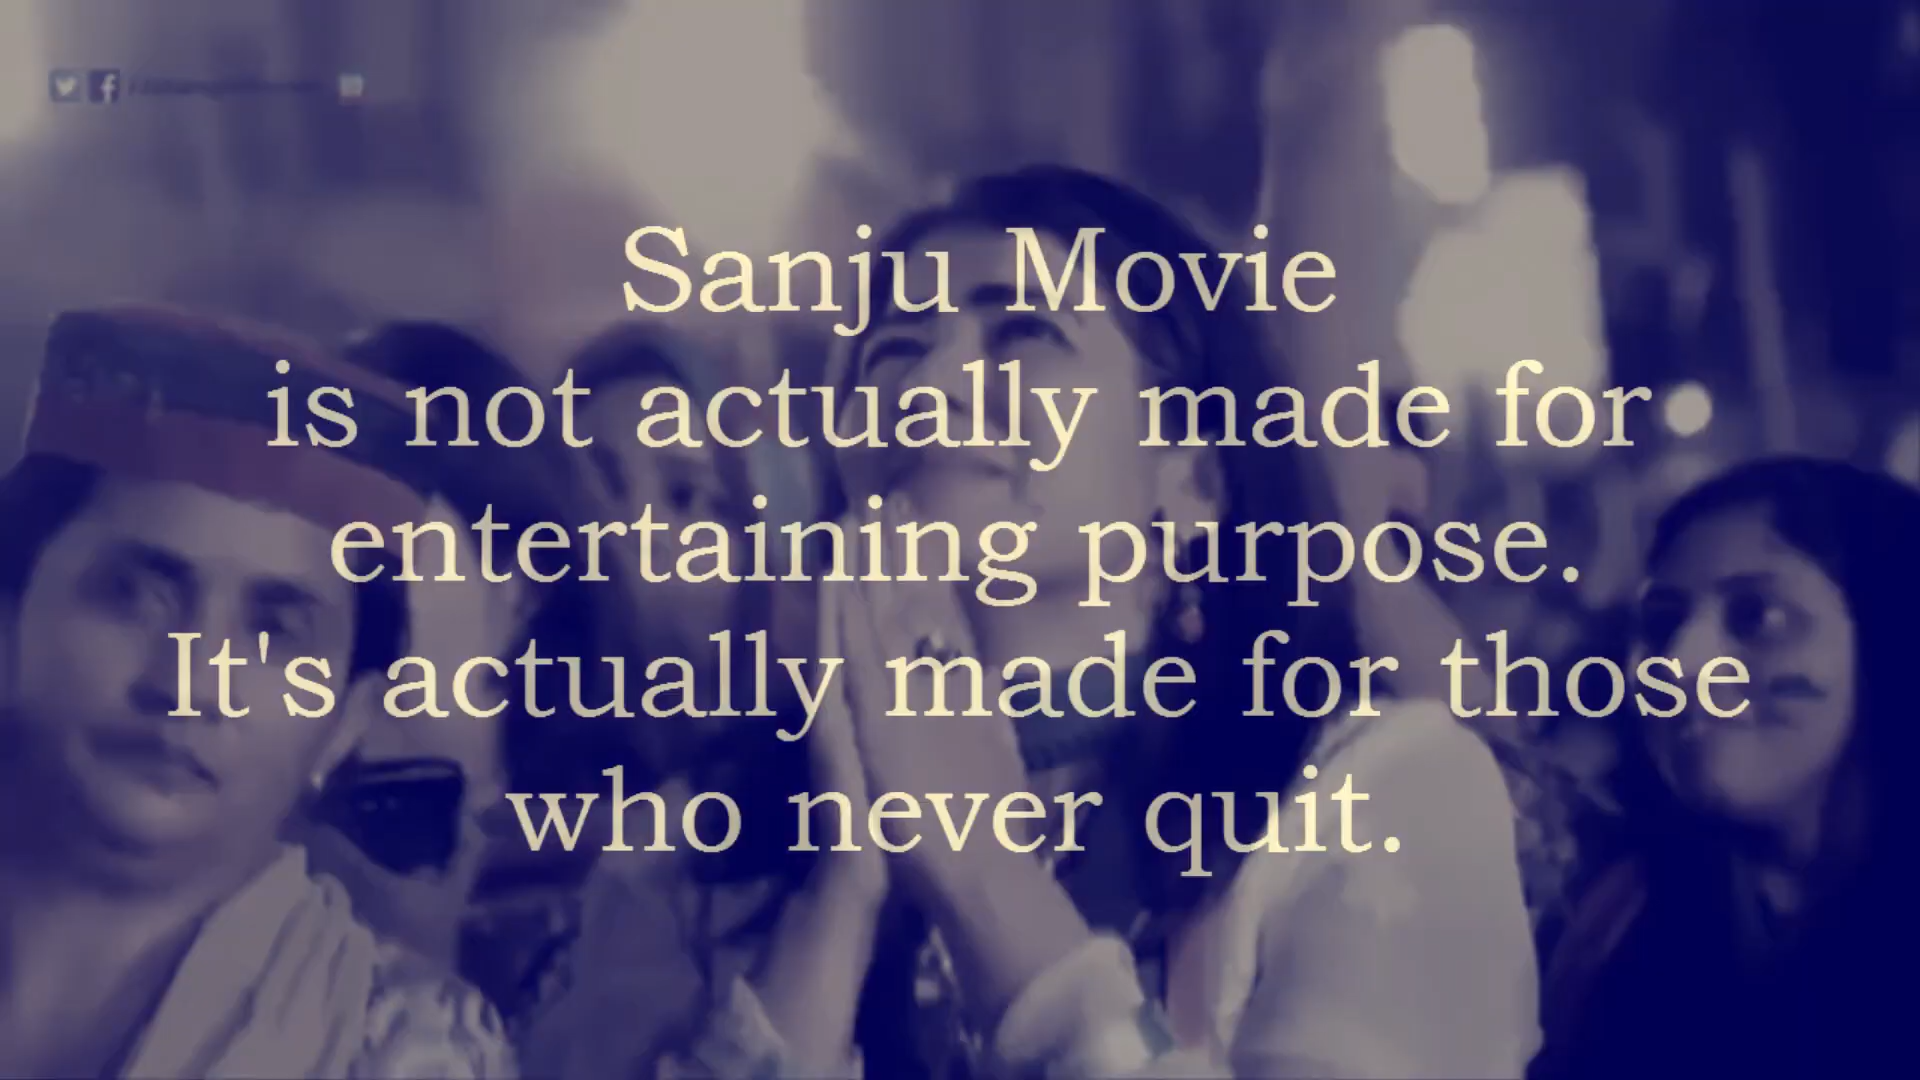 Sanju Movie
is not actually made for
entertaining purpose.
It's actually made for those
who never quit.